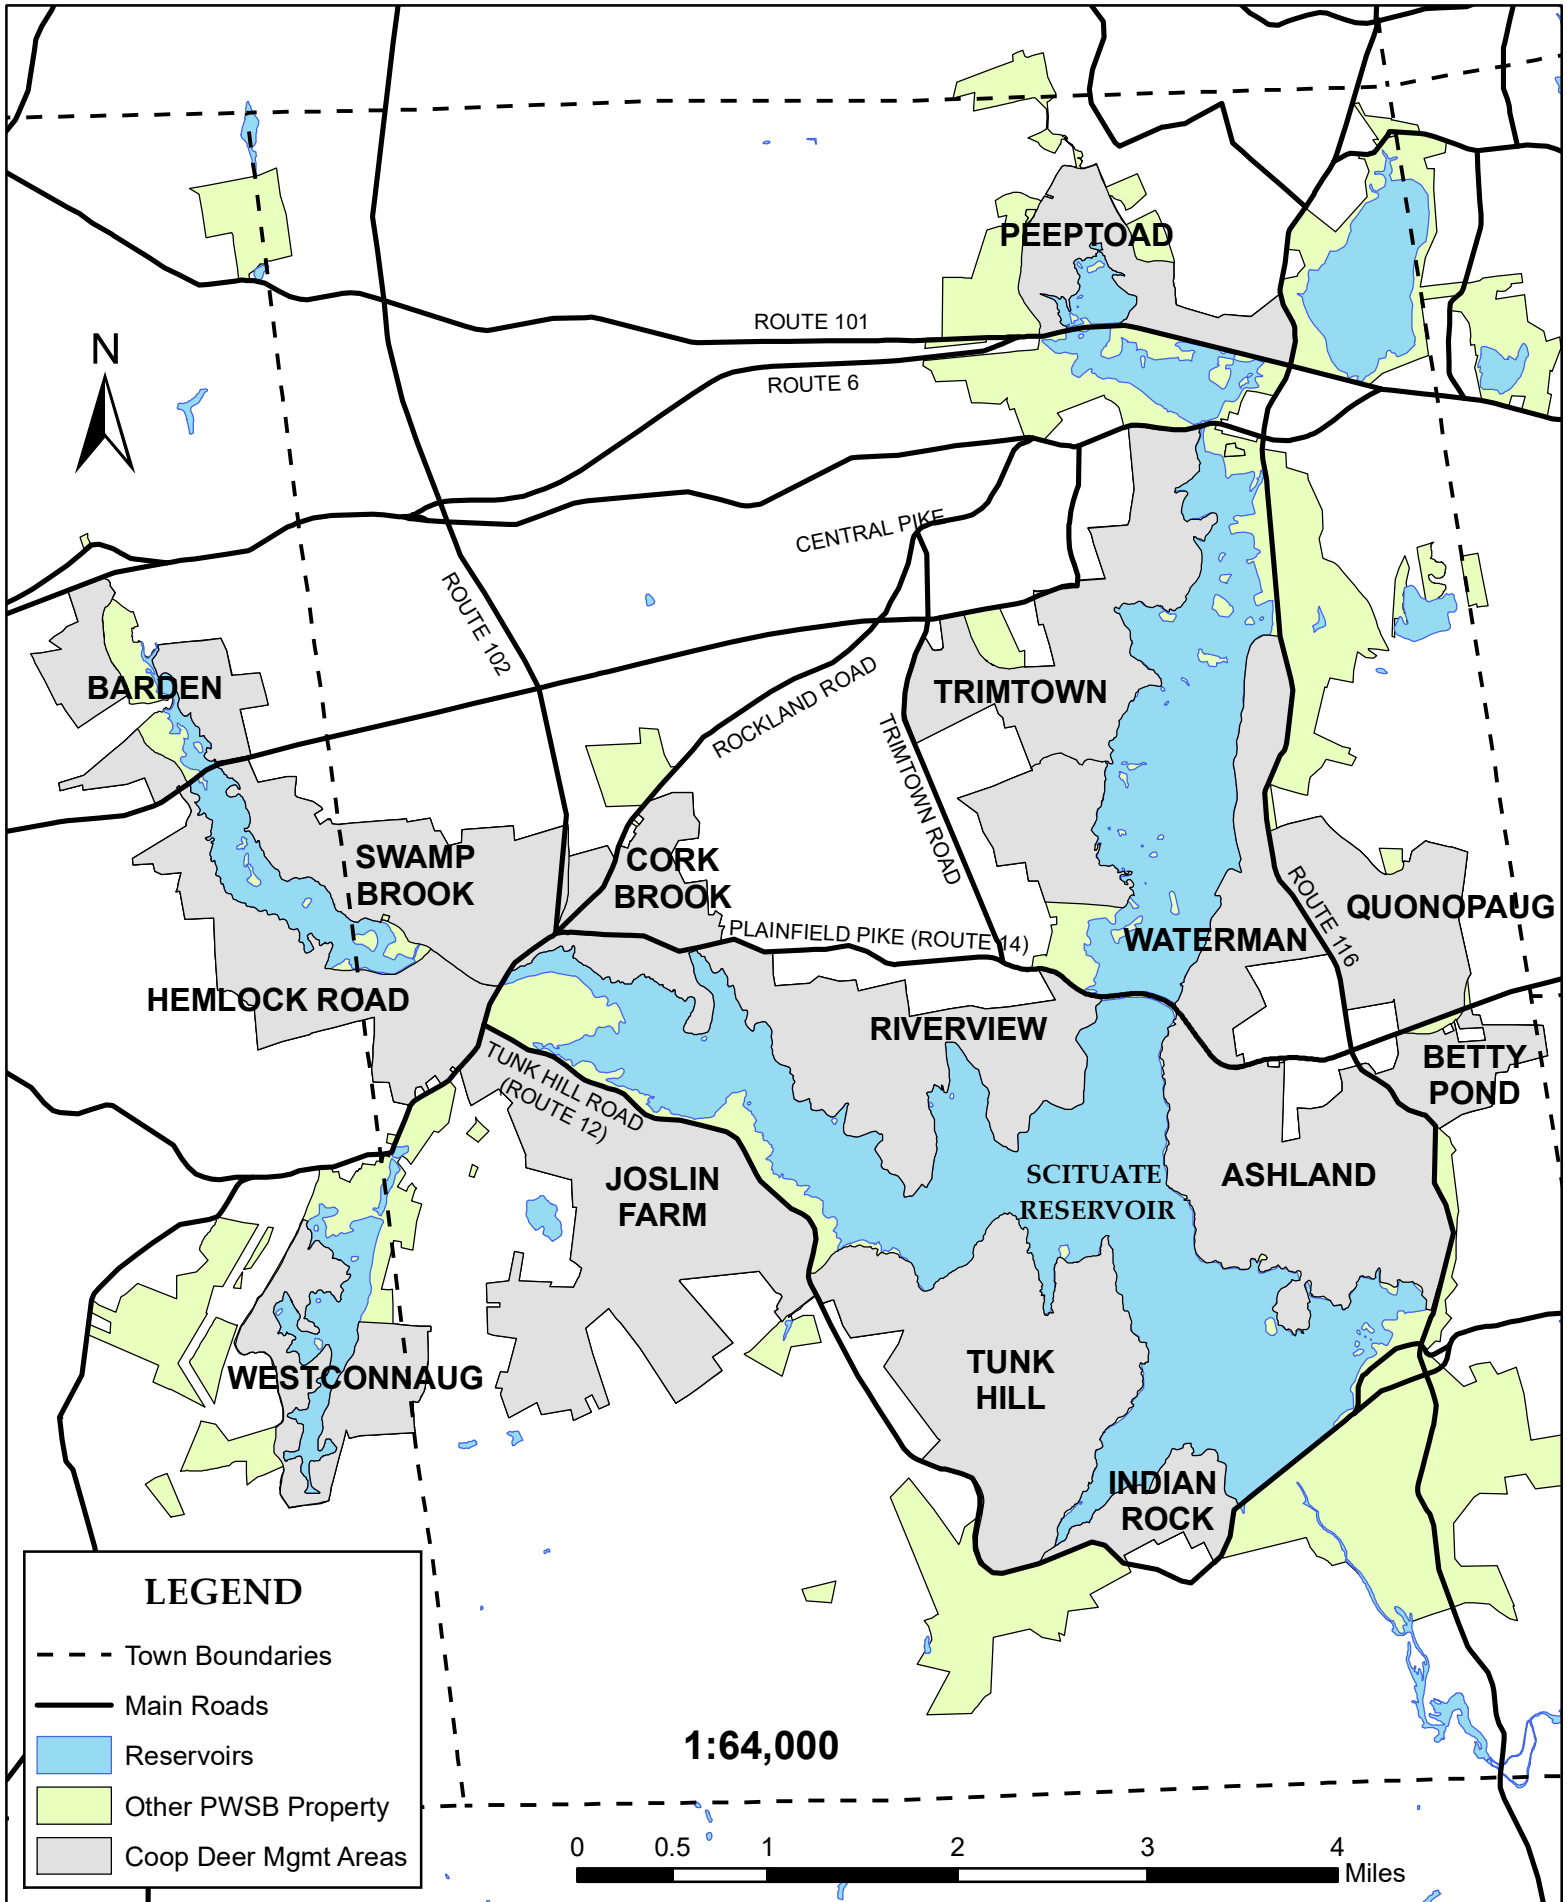 PEEPTOAD
ROUTE 101
N
ROUTE 6
CENTRAL PIKE
ROUTE 102
BARDEN
ROCKLAND ROAD
TRIMTOWN
TRIMTOWN ROAD
SWAMP
BROOK
CORK
BROOK
ROUTE 116
QUONOPAUG
PLAINFIELD PIKE (ROUTE 14)
WATERMAN
HEMLOCK ROAD
RIVERVIEW
TUNK HILL ROAD
(ROUTE 12)
BETTY
POND
JOSLIN
FARM
SCITUATE
RESERVOIR
ASHLAND
WESTCONNAUG
TUNK
HILL
INDIAN
ROCK
LEGEND
Town Boundaries
Main Roads
Reservoirs
Other PWSB Property
Coop Deer Mgmt Areas
1:64,000
0 0.5 1 2 3 4
Miles